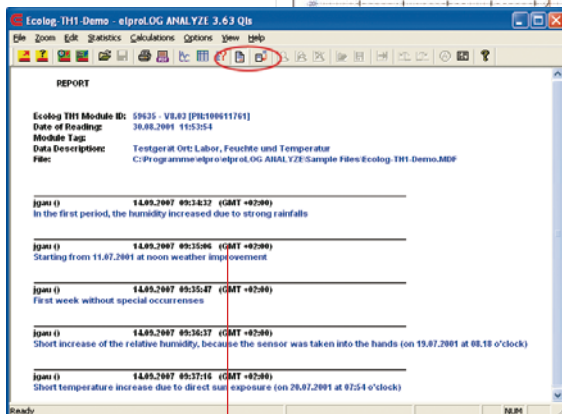 Ecolog-TH1-Demo - elproLOG ANALYZE 3.63 QIs
File Zoom Edit Statistics Calculations Options View Help
REPORT
Ecolog TH1 Module ID: 59635 - V8.03 [PIN:100611761]
Date of Reading: 30.08.2001 11:53:54
Module Tag:
Data Description: Testgerät Ort: Labor, Feuchte und Temperatur
File: C:\Programme\elpro\elproLOG ANALYZE\Sample Files\Ecolog-TH1-Demo.MDF
jgau () 14.09.2007 09:34:32 (GMT +02:00)
In the first period, the humidity increased due to strong rainfalls
jgau () 14.09.2007 09:35:06 (GMT +02:00)
Starting from 11.07.2001 at noon weather improvement
jgau () 14.09.2007 09:35:47 (GMT +02:00)
First week without special occurrenses
jgau () 14.09.2007 09:36:37 (GMT +02:00)
Short increase of the relative humidity, because the sensor was taken into the hands (on 19.07.2001 at 08.18 o'clock)
jgau () 14.09.2007 09:37:16 (GMT +02:00)
Short temperature increase due to direct sun exposure (on 20.07.2001 at 07:54 o'clock)
Ready NUM